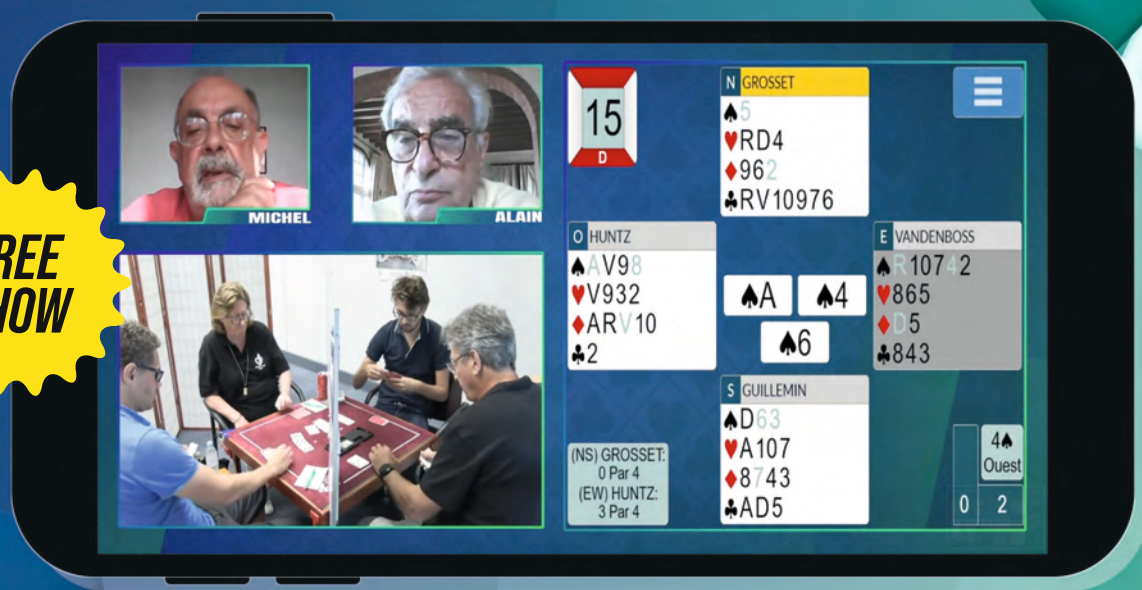 REE
HOW
MICHEL
ALAIN
15
D
N GROSSET
♠5
♥RD4
♦962
♣RV10976
O HUNTZ
♠AV98
♥V932
♦ARV10
♣2
♠A ♠4
♠6
E VANDENBOSS
♠R10742
♥865
♦D5
♣843
S GUILLEMIN
♠D63
♥A107
♦8743
♣AD5
(NS) GROSSET:
0 Par 4
(EW) HUNTZ:
3 Par 4
4♠
Ouest
0 2